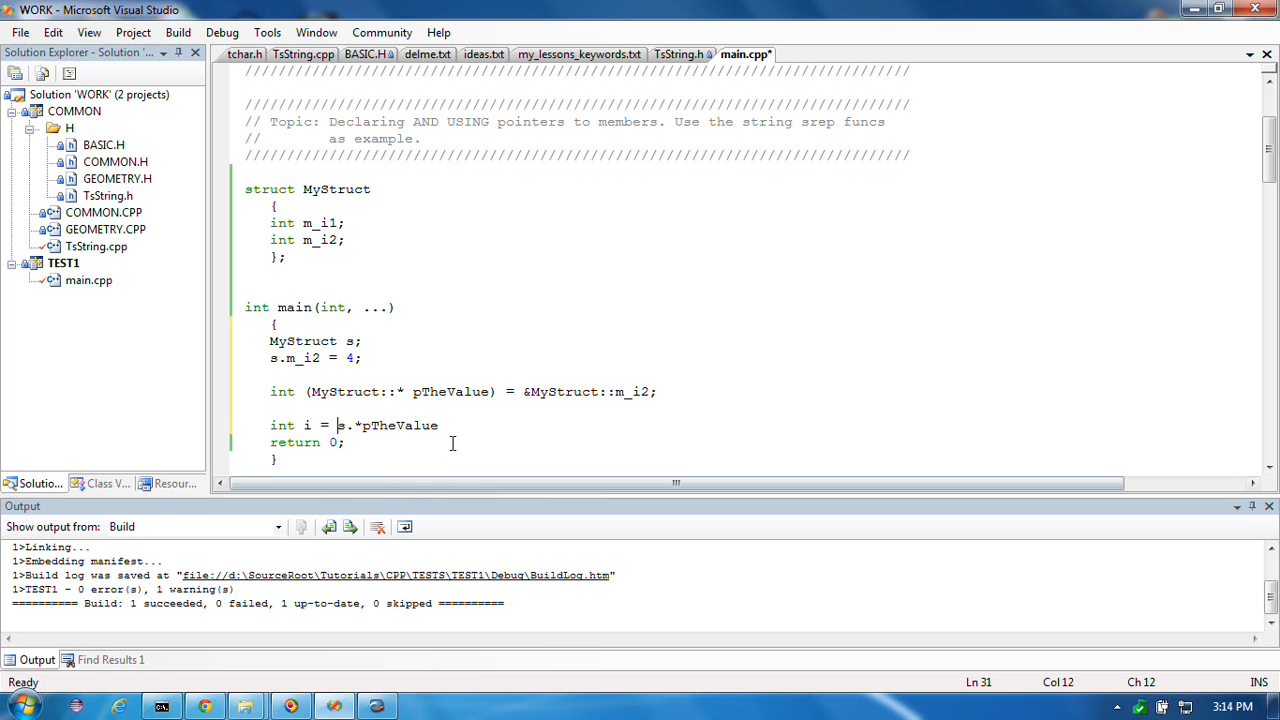 WORK - Microsoft Visual Studio
File Edit View Project Build Debug Tools Window Community Help
Solution Explorer - Solution '...
tchar.h TsString.cpp BASIC.H delme.txt ideas.txt my_lessons_keywords.txt TsString.h main.cpp*
Solution 'WORK' (2 projects)
COMMON
H
BASIC.H
COMMON.H
GEOMETRY.H
TsString.h
COMMON.CPP
GEOMETRY.CPP
TsString.cpp
TEST1
main.cpp
Solutio... Class V... Resour...
////////////////////////////////////////////////////////////////////////////////
////////////////////////////////////////////////////////////////////////////////
// Topic: Declaring AND USING pointers to members. Use the string srep funcs
//        as example.
////////////////////////////////////////////////////////////////////////////////
struct MyStruct
{
int m_i1;
int m_i2;
};
int main(int, ...)
{
MyStruct s;
s.m_i2 = 4;
int (MyStruct::* pTheValue) = &MyStruct::m_i2;
int i = s.*pTheValue
return 0;
}
Output
Show output from: Build
1>Linking...
1>Embedding manifest...
1>Build log was saved at "file://d:\SourceRoot\Tutorials\CPP\TESTS\TEST1\Debug\BuildLog.htm"
1>TEST1 - 0 error(s), 1 warning(s)
========== Build: 1 succeeded, 0 failed, 1 up-to-date, 0 skipped ==========
Output Find Results 1
Ready Ln 31 Col 12 Ch 12 INS
3:14 PM